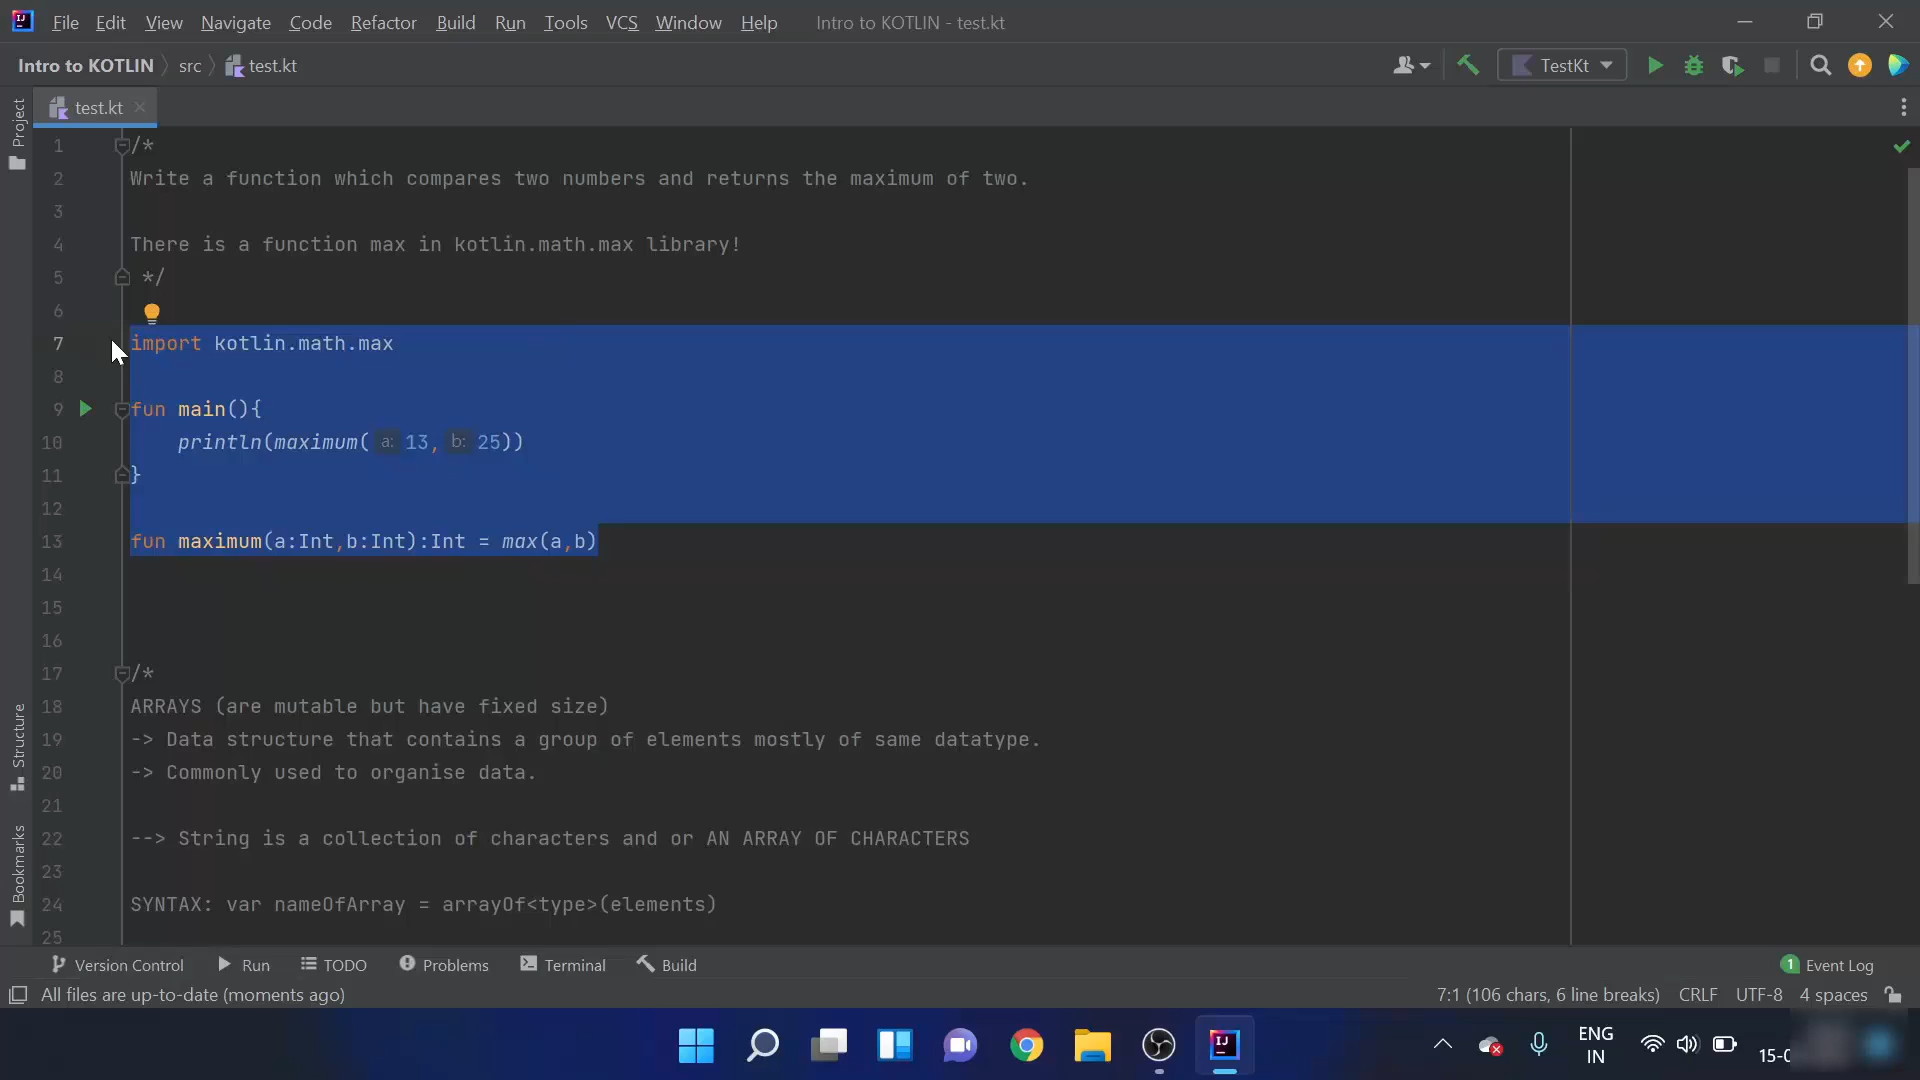 File Edit View Navigate Code Refactor Build Run Tools VCS Window Help Intro to KOTLIN - test.kt
Intro to KOTLIN src test.kt TestKt
Project
test.kt
1 /*
2 Write a function which compares two numbers and returns the maximum of two.
3
4 There is a function max in kotlin.math.max library!
5 */
6
7 import kotlin.math.max
8
9 fun main(){
10 println(maximum( a: 13, b: 25))
11 }
12
13 fun maximum(a:Int,b:Int):Int = max(a,b)
14
15
16
17 /*
18 ARRAYS (are mutable but have fixed size)
19 -> Data structure that contains a group of elements mostly of same datatype.
20 -> Commonly used to organise data.
21
22 --> String is a collection of characters and or AN ARRAY OF CHARACTERS
23
24 SYNTAX: var nameOfArray = arrayOf<type>(elements)
25
Structure
Bookmarks
Version Control Run TODO Problems Terminal Build 1 Event Log
All files are up-to-date (moments ago) 7:1 (106 chars, 6 line breaks) CRLF UTF-8 4 spaces
ENG
IN